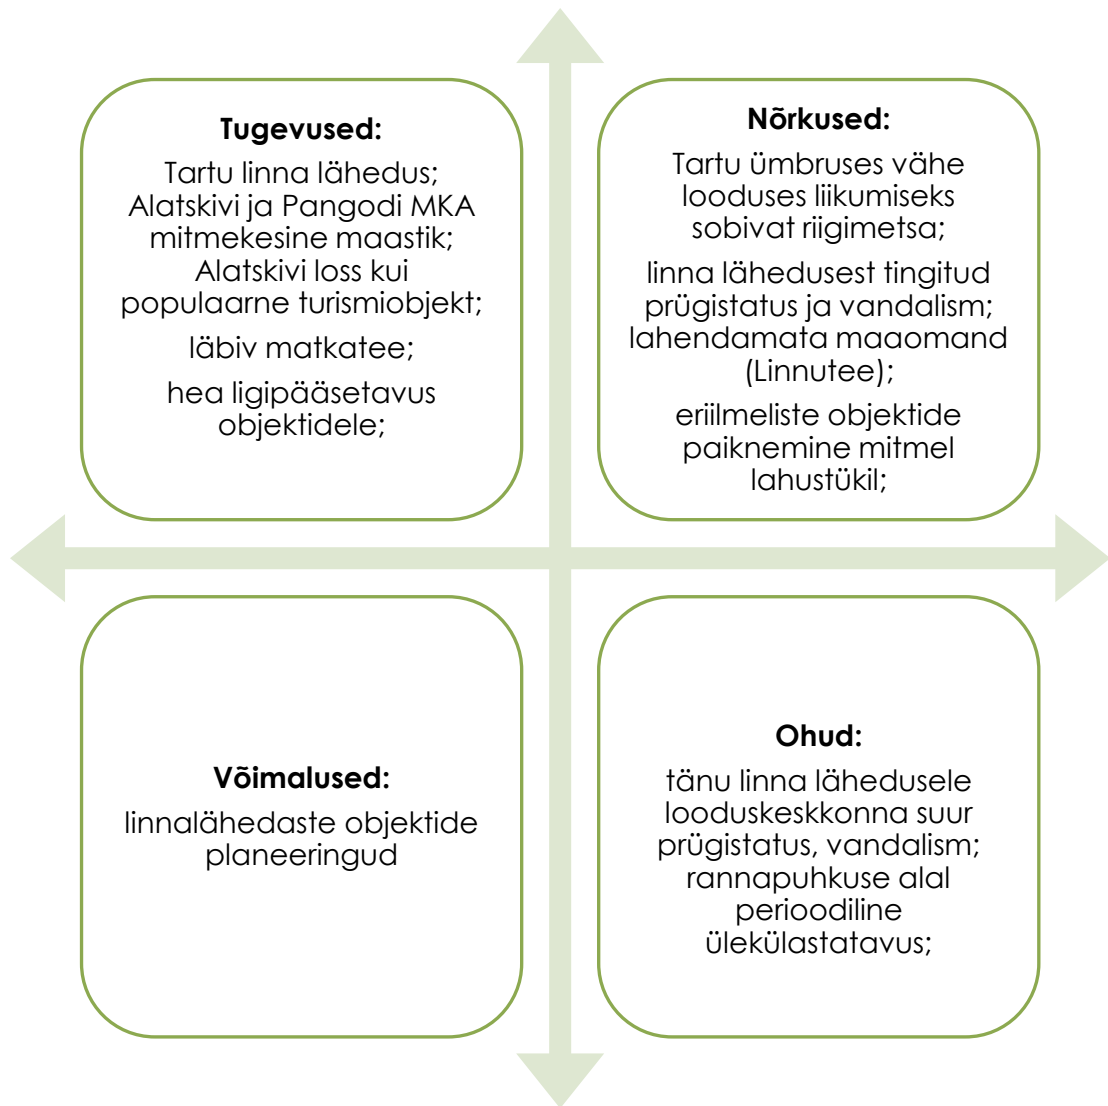 Tugevused:
Tartu linna lähedus;
Alatskivi ja Pangodi MKA
mitmekesine maastik;
Alatskivi loss kui
populaarne turismiobjekt;
läbiv matkatee;
hea ligipääsetavus
objektidele;
Nõrkused:
Tartu ümbruses vähe
looduses liikumiseks
sobivat riigimetsa;
linna lähedusest tingitud
prügistatus ja vandalism;
lahendamata maaomand
(Linnutee);
eriilmeliste objektide
paiknemine mitmel
lahustükil;
Võimalused:
linnalähedaste objektide
planeeringud
Ohud:
tänu linna lähedusele
looduskeskkonna suur
prügistatus, vandalism;
rannapuhkuse alal
perioodiline
ülekülastatavus;